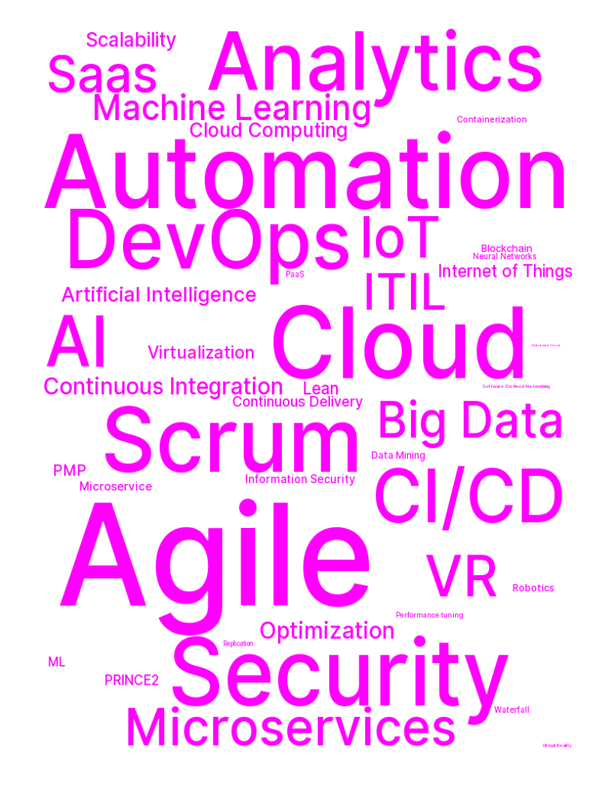 Scalability
Analytics
Saas
Machine Learning
Containerization
Cloud Computing
Automation
DevOps
IoT
Blockchain
Neural Networks
Internet of Things
PaaS
ITIL
Artificial Intelligence
Cloud
AI
Virtualization
Continuous Integration
Lean
Software Defined Networking
Continuous Delivery
Big Data
Scrum
Data Mining
PMP
Information Security
CI/CD
Microservice
Agile
VR
Robotics
Performance tuning
Optimization
Replication
Security
ML
PRINCE2
Waterfall
Microservices
Virtual Reality